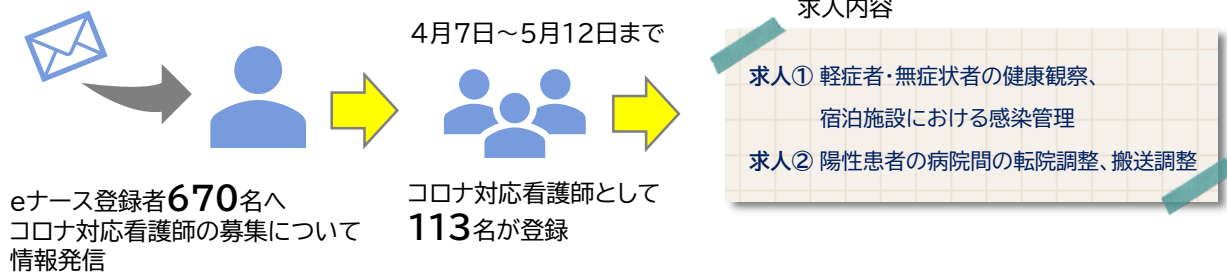 eナース登録者670名へ
コロナ対応看護師の募集について
情報発信
4月7日～5月12日まで
コロナ対応看護師として
113名が登録
求人内容
求人① 軽症者・無症状者の健康観察、
宿泊施設における感染管理
求人② 陽性患者の病院間の転院調整、搬送調整